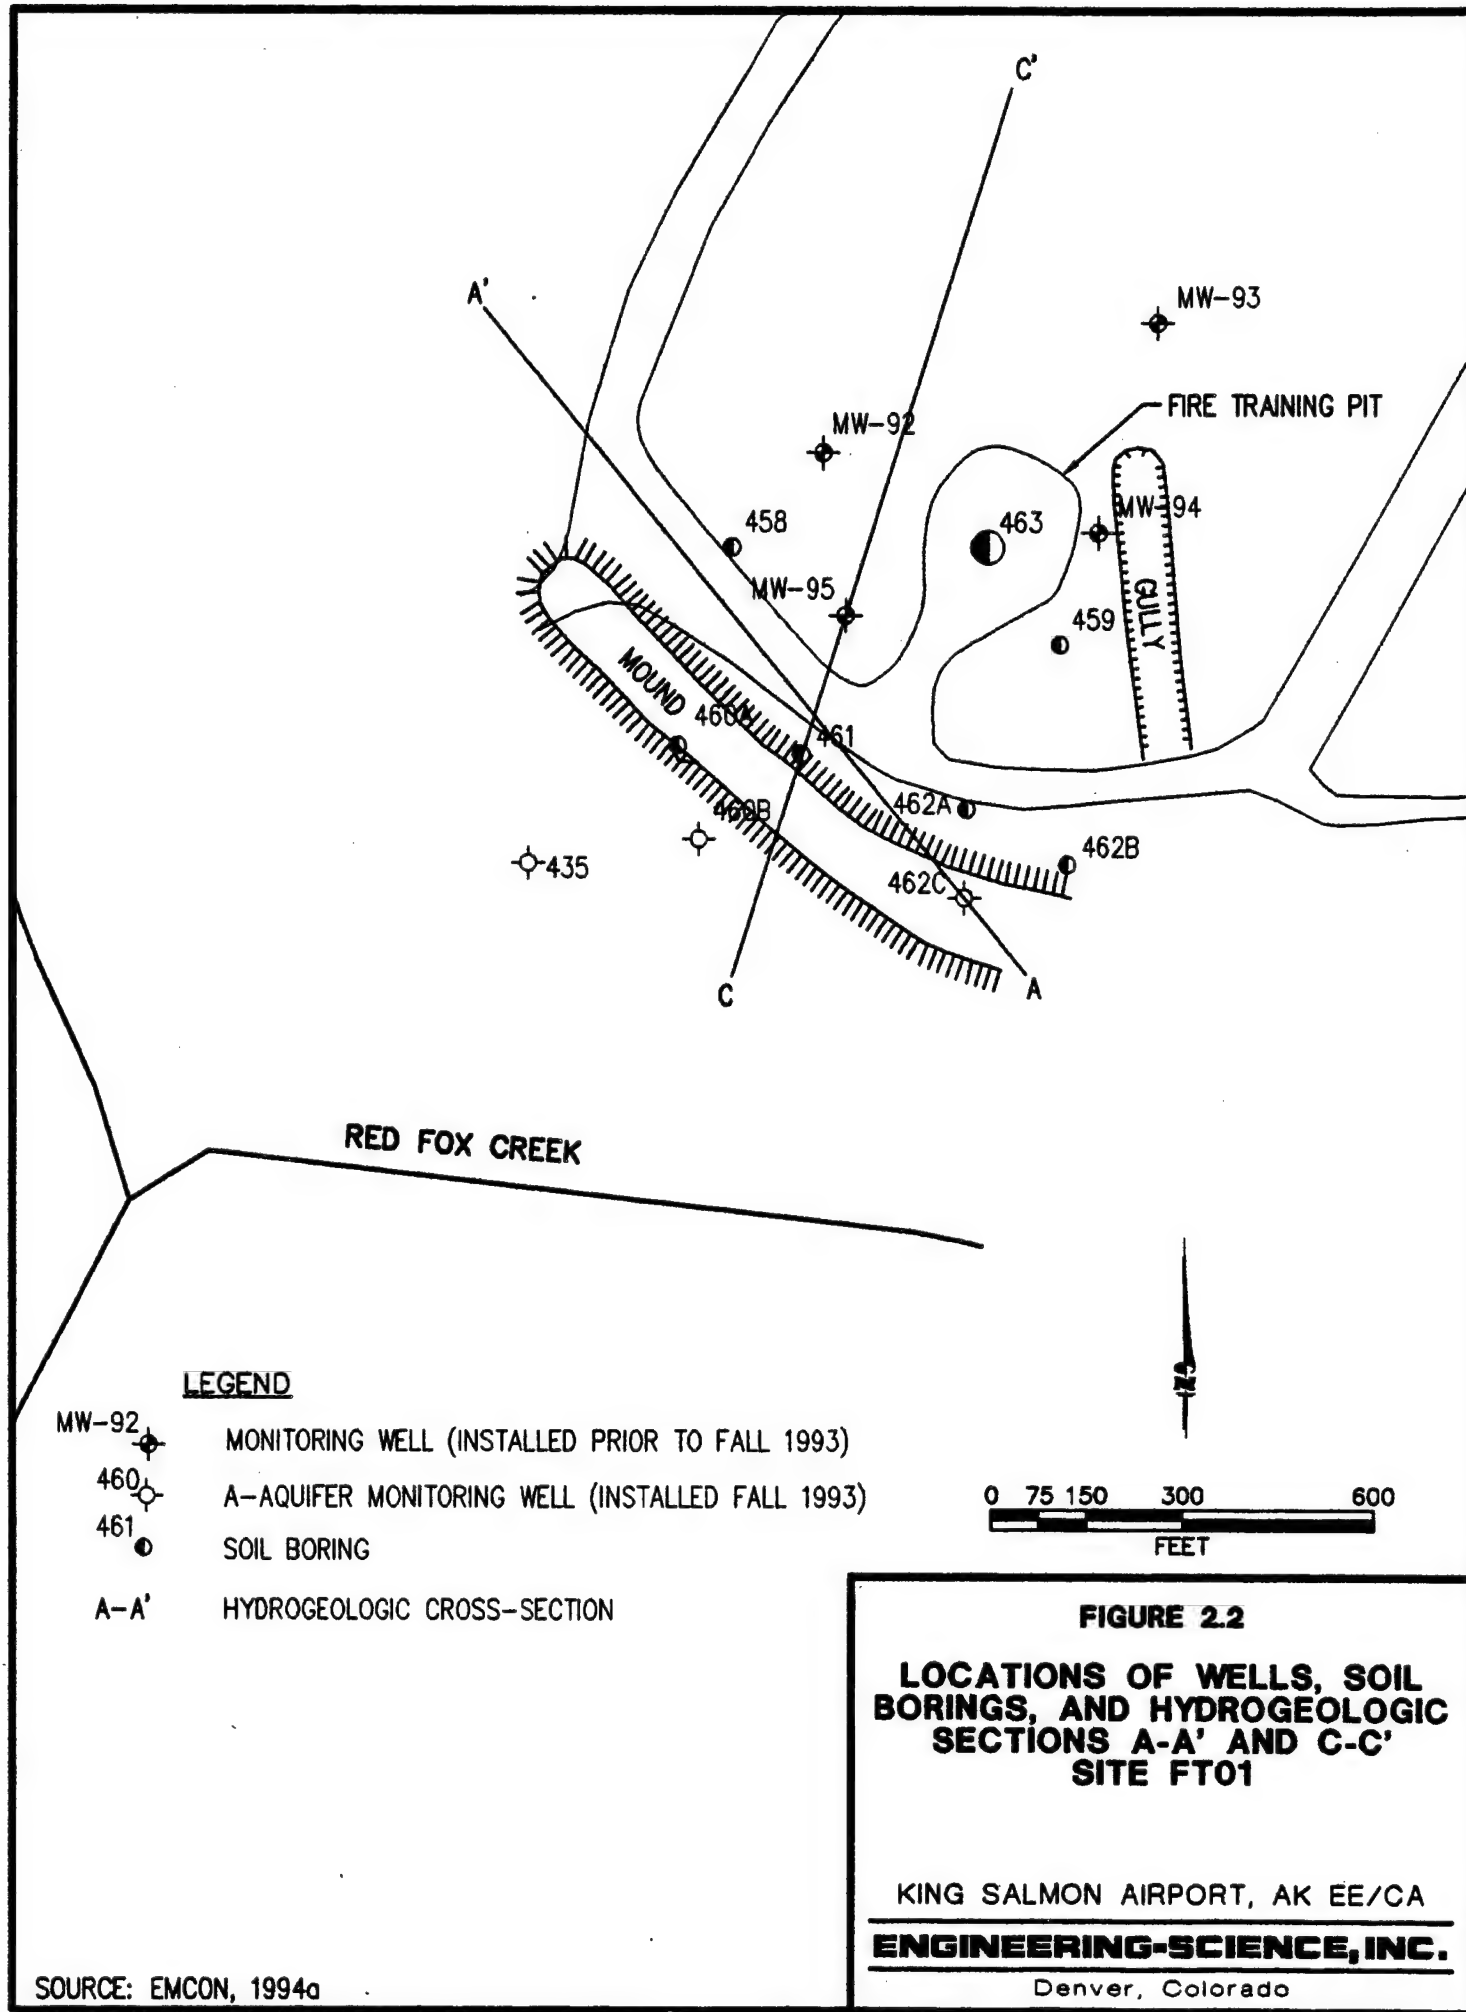 C'
A'
MW-93
FIRE TRAINING PIT
MW-92
MW-94
458
463
MW-95
459
GULLY
MOUND
461
462A
460B
462B
435
462C
C
A
RED FOX CREEK
LEGEND
MW-92
MONITORING WELL (INSTALLED PRIOR TO FALL 1993)
460
A-AQUIFER MONITORING WELL (INSTALLED FALL 1993)
461
SOIL BORING
A-A'
HYDROGEOLOGIC CROSS-SECTION
0 75 150 300 600
FEET
FIGURE 2.2
LOCATIONS OF WELLS, SOIL
BORINGS, AND HYDROGEOLOGIC
SECTIONS A-A' AND C-C'
SITE FT01
KING SALMON AIRPORT, AK EE/CA
ENGINEERING-SCIENCE, INC.
Denver, Colorado
SOURCE: EMCON, 1994a